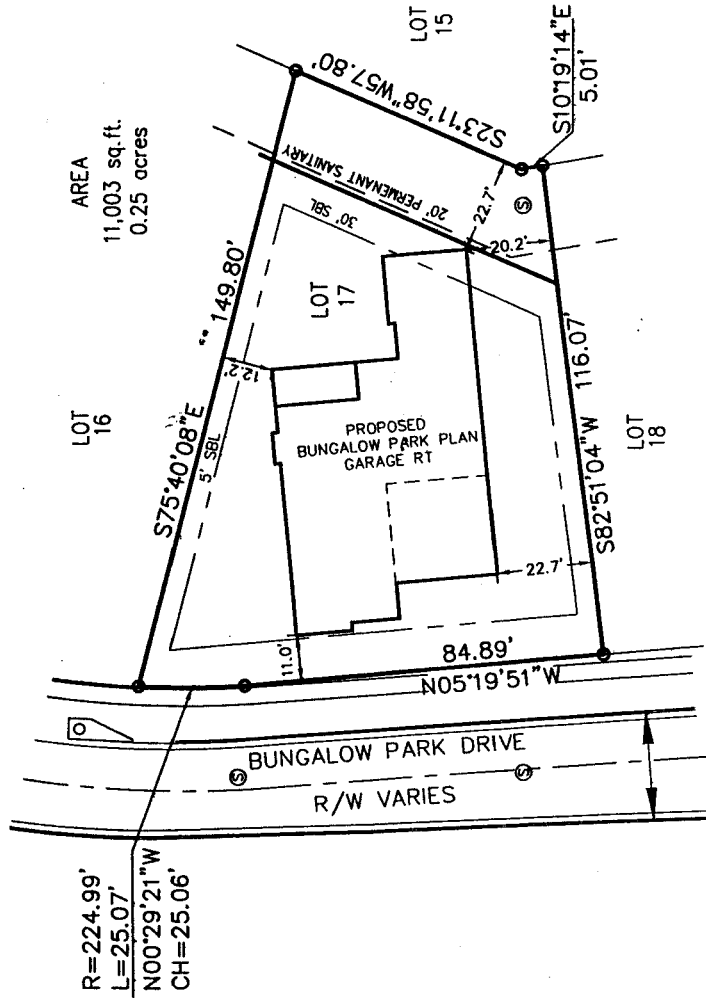 AREA
11,003 sq.ft.
0.25 acres
LOT
15
LOT
16
S75°40'08"E
** 149.80'
S23°11'58"W57.80'
S10°19'14"E
5.01'
20' PERMENANT SANITARY
30' SBL
22.7'
20.2'
LOT
17
12.2'
5' SBL
PROPOSED
BUNGALOW PARK PLAN
GARAGE RT
S82°51'04"W
116.07'
LOT
18
22.7'
11.0'
84.89'
N05°19'51"W
BUNGALOW PARK DRIVE
R/W VARIES
S
S
S
R=224.99'
L=25.07'
N00°29'21"W
CH=25.06'